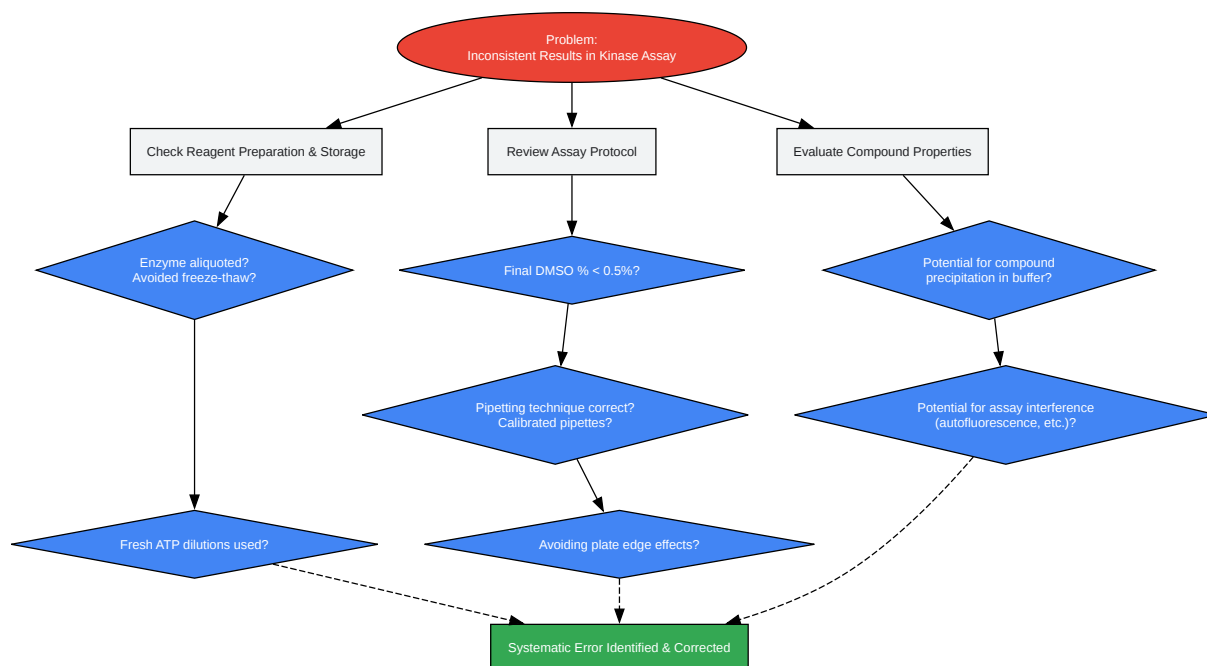 Problem:
Inconsistent Results in Kinase Assay
Check Reagent Preparation & Storage
Review Assay Protocol
Evaluate Compound Properties
Enzyme aliquoted?
Avoided freeze-thaw?
Final DMSO % < 0.5%?
Potential for compound
precipitation in buffer?
Pipetting technique correct?
Calibrated pipettes?
Potential for assay interference
(autofluorescence, etc.)?
Fresh ATP dilutions used?
Avoiding plate edge effects?
Systematic Error Identified & Corrected